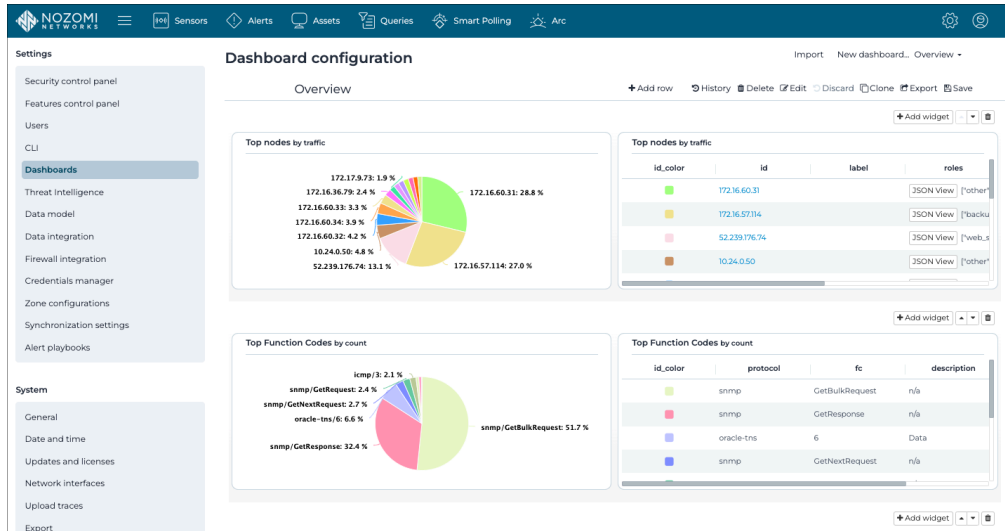 NOZOMI NETWORKS Sensors Alerts Assets Queries Smart Polling Arc
Settings
Security control panel
Features control panel
Users
CLI
Dashboards
Threat Intelligence
Data model
Data integration
Firewall integration
Credentials manager
Zone configurations
Synchronization settings
Alert playbooks
System
General
Date and time
Updates and licenses
Network interfaces
Upload traces
Export
Dashboard configuration
Import New dashboard... Overview
Overview
Add row History Delete Edit Discard Clone Export Save
Add widget
Top nodes by traffic
172.17.9.73: 1.9 %
172.16.36.79: 2.4 %
172.16.60.33: 3.3 %
172.16.60.34: 3.9 %
172.16.60.32: 4.2 %
10.24.0.50: 4.8 %
52.239.176.74: 13.1 %
172.16.60.31: 28.8 %
172.16.57.114: 27.0 %
Top nodes by traffic
id_color id label roles
172.16.60.31 JSON View ["other"
172.16.57.114 JSON View ["backu
52.239.176.74 JSON View ["web_s
10.24.0.50 JSON View ["other"
Add widget
Top Function Codes by count
icmp/3: 2.1 %
snmp/GetRequest: 2.4 %
snmp/GetNextRequest: 2.7 %
oracle-tns/6: 6.6 %
snmp/GetResponse: 32.4 %
snmp/GetBulkRequest: 51.7 %
Top Function Codes by count
id_color protocol fc description
snmp GetBulkRequest n/a
snmp GetResponse n/a
oracle-tns 6 Data
snmp GetNextRequest n/a
Add widget